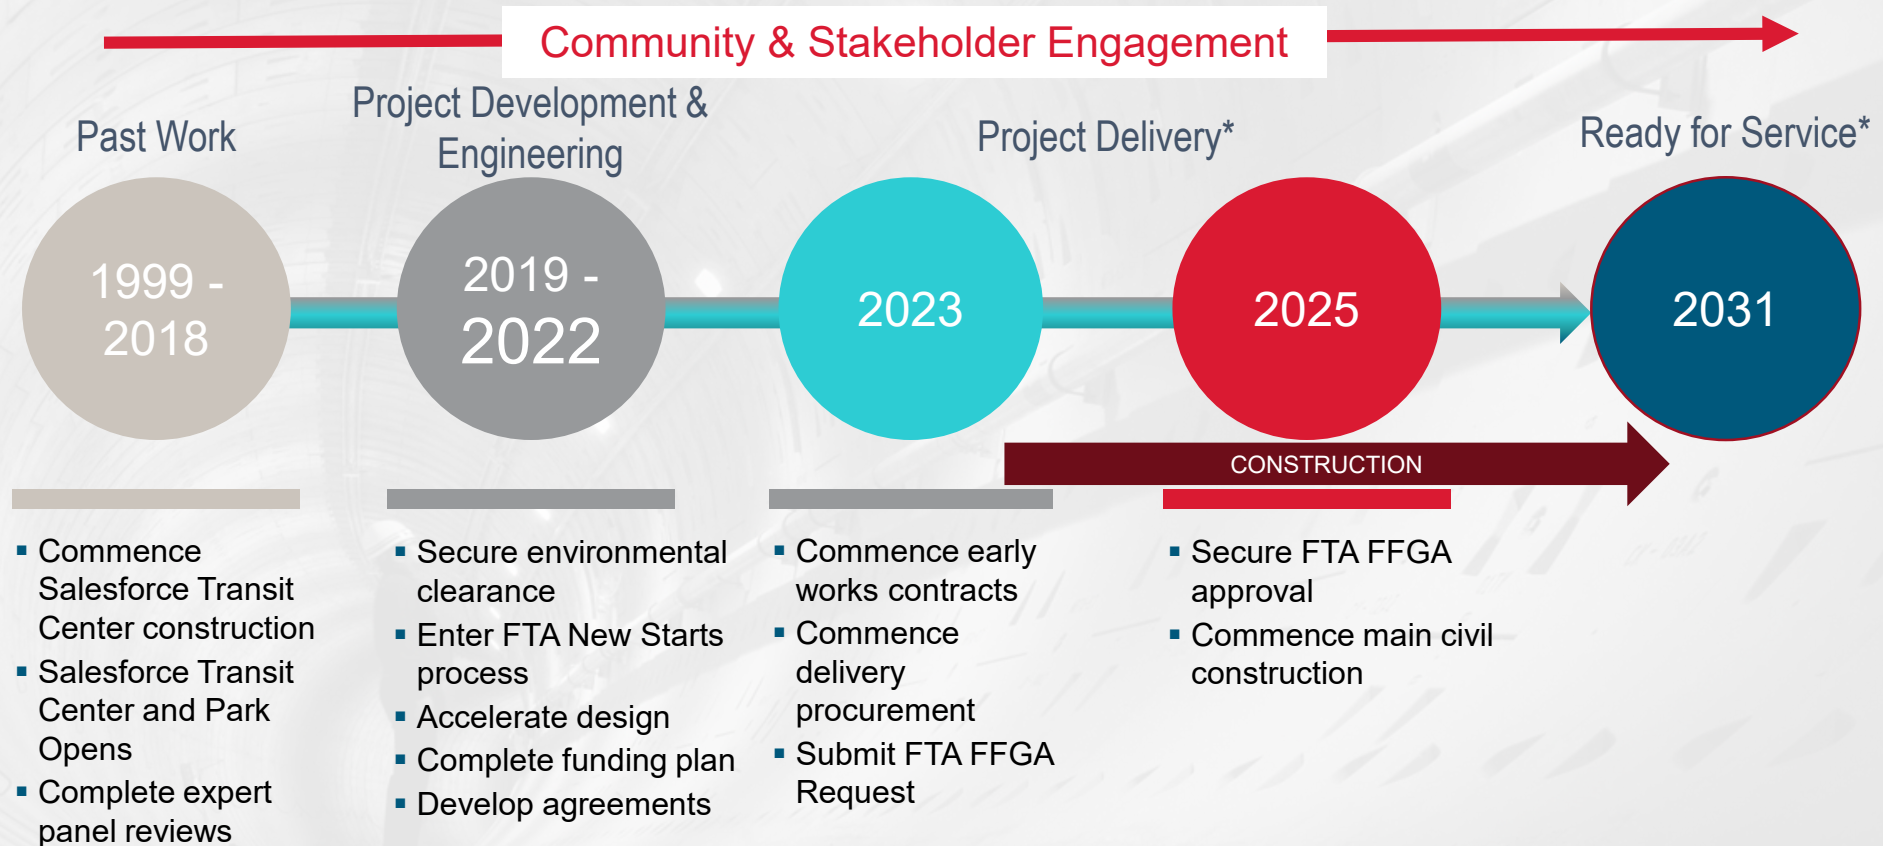 Community & Stakeholder Engagement
Past Work
Project Development &
Engineering
Project Delivery*
Ready for Service*
1999 -
2018
2019 -
2022
2023
2025
2031
CONSTRUCTION
▪ Commence
Salesforce Transit
Center construction
▪ Salesforce Transit
Center and Park
Opens
▪ Complete expert
panel reviews
▪ Secure environmental
clearance
▪ Enter FTA New Starts
process
▪ Accelerate design
▪ Complete funding plan
▪ Develop agreements
▪ Commence early
works contracts
▪ Commence
delivery
procurement
▪ Submit FTA FFGA
Request
▪ Secure FTA FFGA
approval
▪ Commence main civil
construction